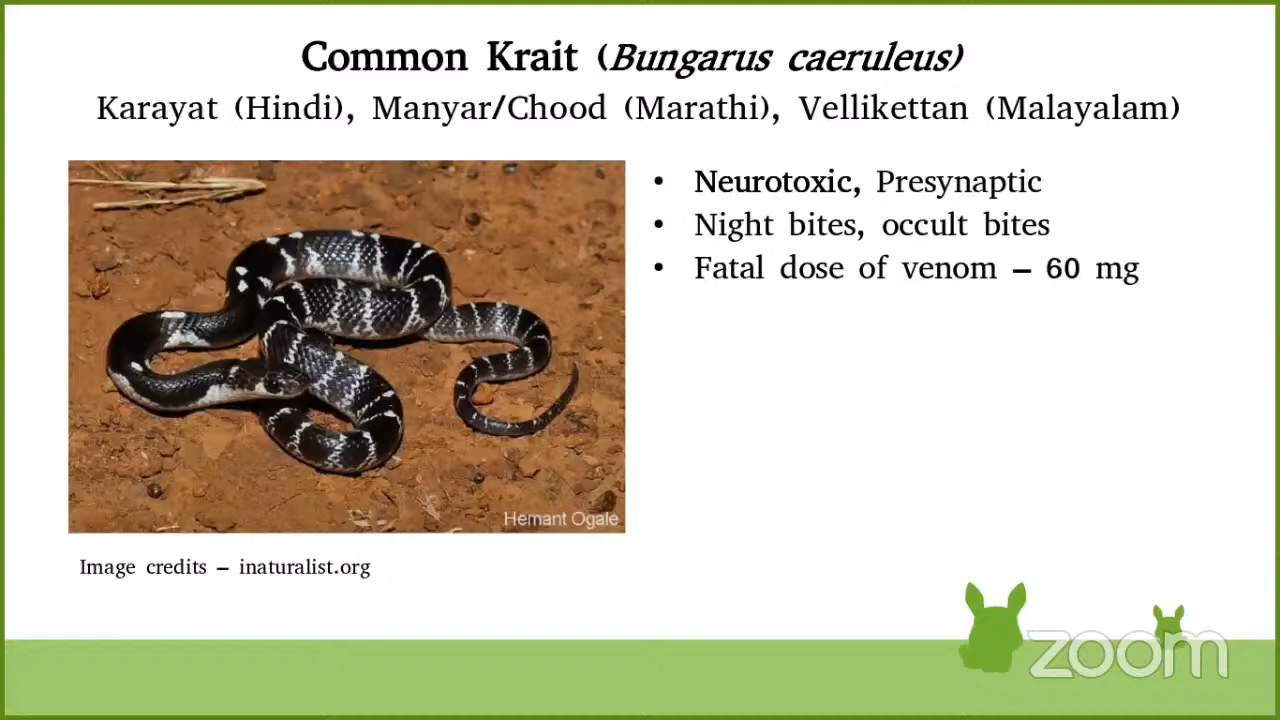 Common Krait (Bungarus caeruleus)
Karayat (Hindi), Manyar/Chood (Marathi), Vellikettan (Malayalam)
• Neurotoxic, Presynaptic
• Night bites, occult bites
• Fatal dose of venom – 60 mg
Hemant Ogale
Image credits – inaturalist.org
zoom